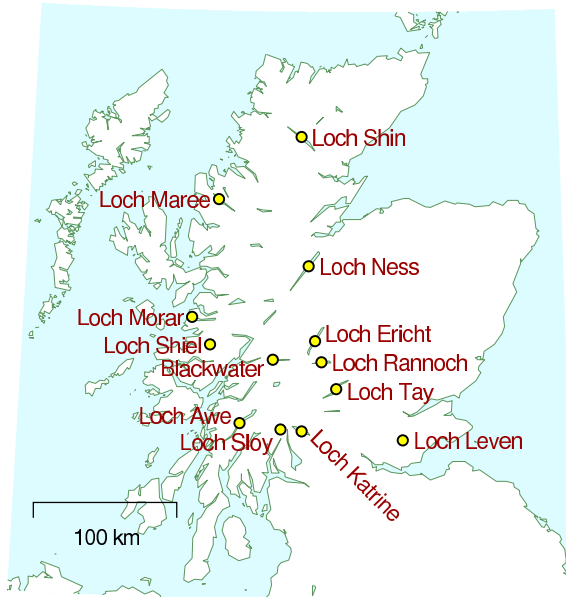 Loch Shin
Loch Maree
Loch Ness
Loch Morar
Loch Ericht
Loch Shiel
Loch Rannoch
Blackwater
Loch Tay
Loch Awe
Loch Sloy
Loch Leven
Loch Katrine
100 km